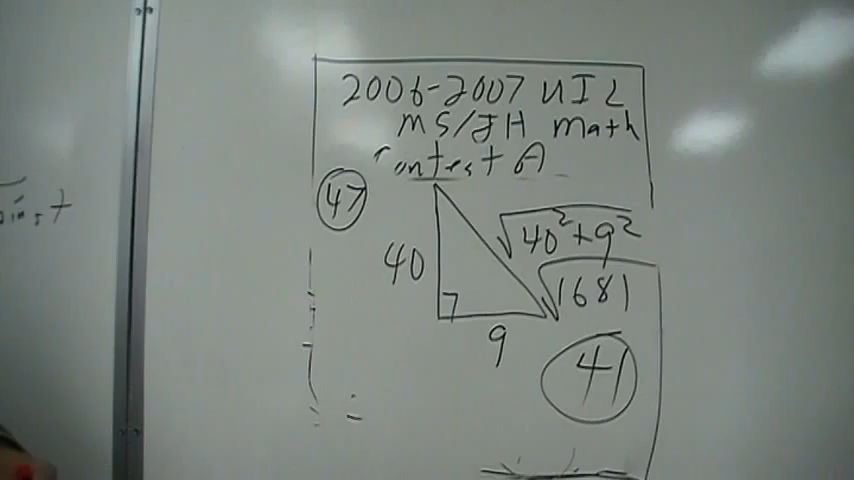 2006-2007 UIL
MS/JH math
contest A
47
40
√40²+9²
√1681
9
41